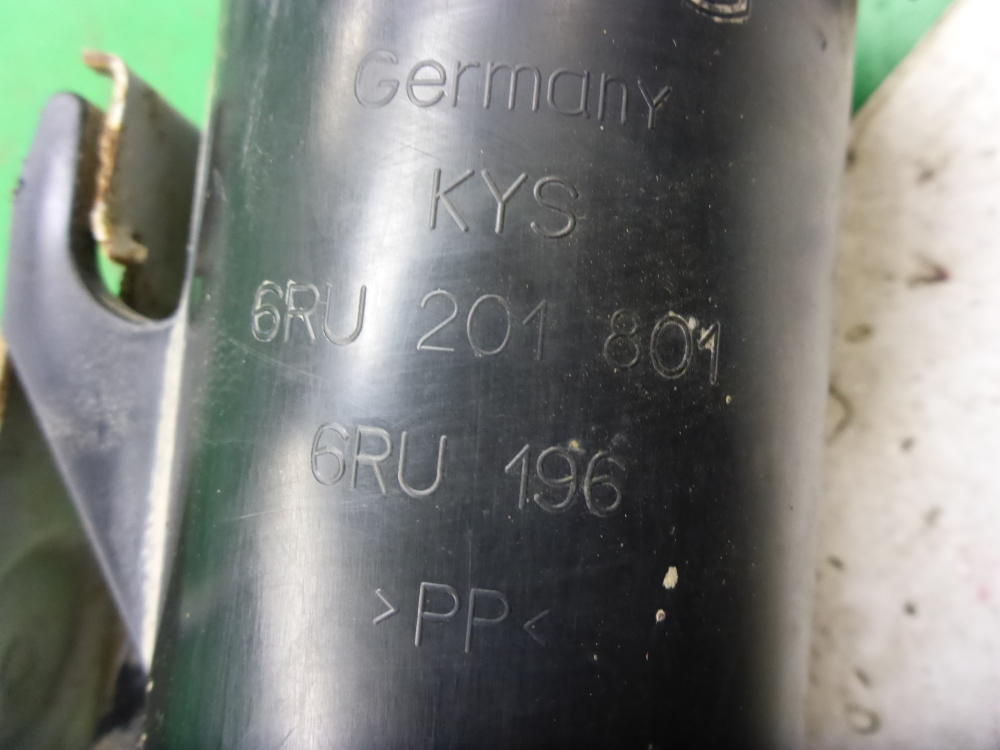 Germany
KYS
6RU 201 801
6RU 196
>PP<